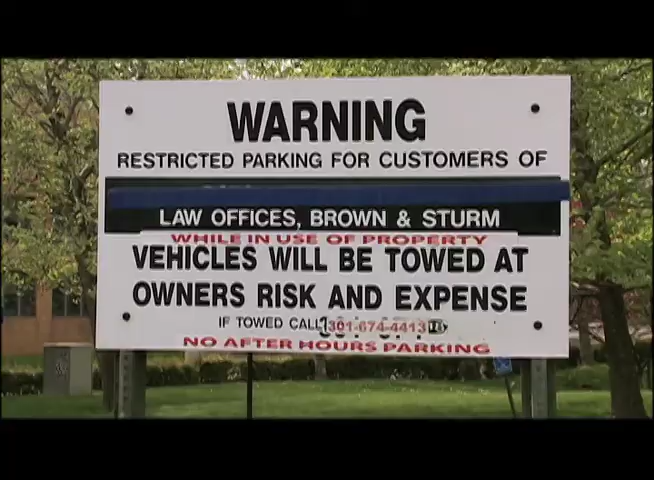 WARNING
RESTRICTED PARKING FOR CUSTOMERS OF
LAW OFFICES, BROWN & STURM
WHILE IN USE OF PROPERTY
VEHICLES WILL BE TOWED AT
OWNERS RISK AND EXPENSE
IF TOWED CALL 301-674-4413
NO AFTER HOURS PARKING